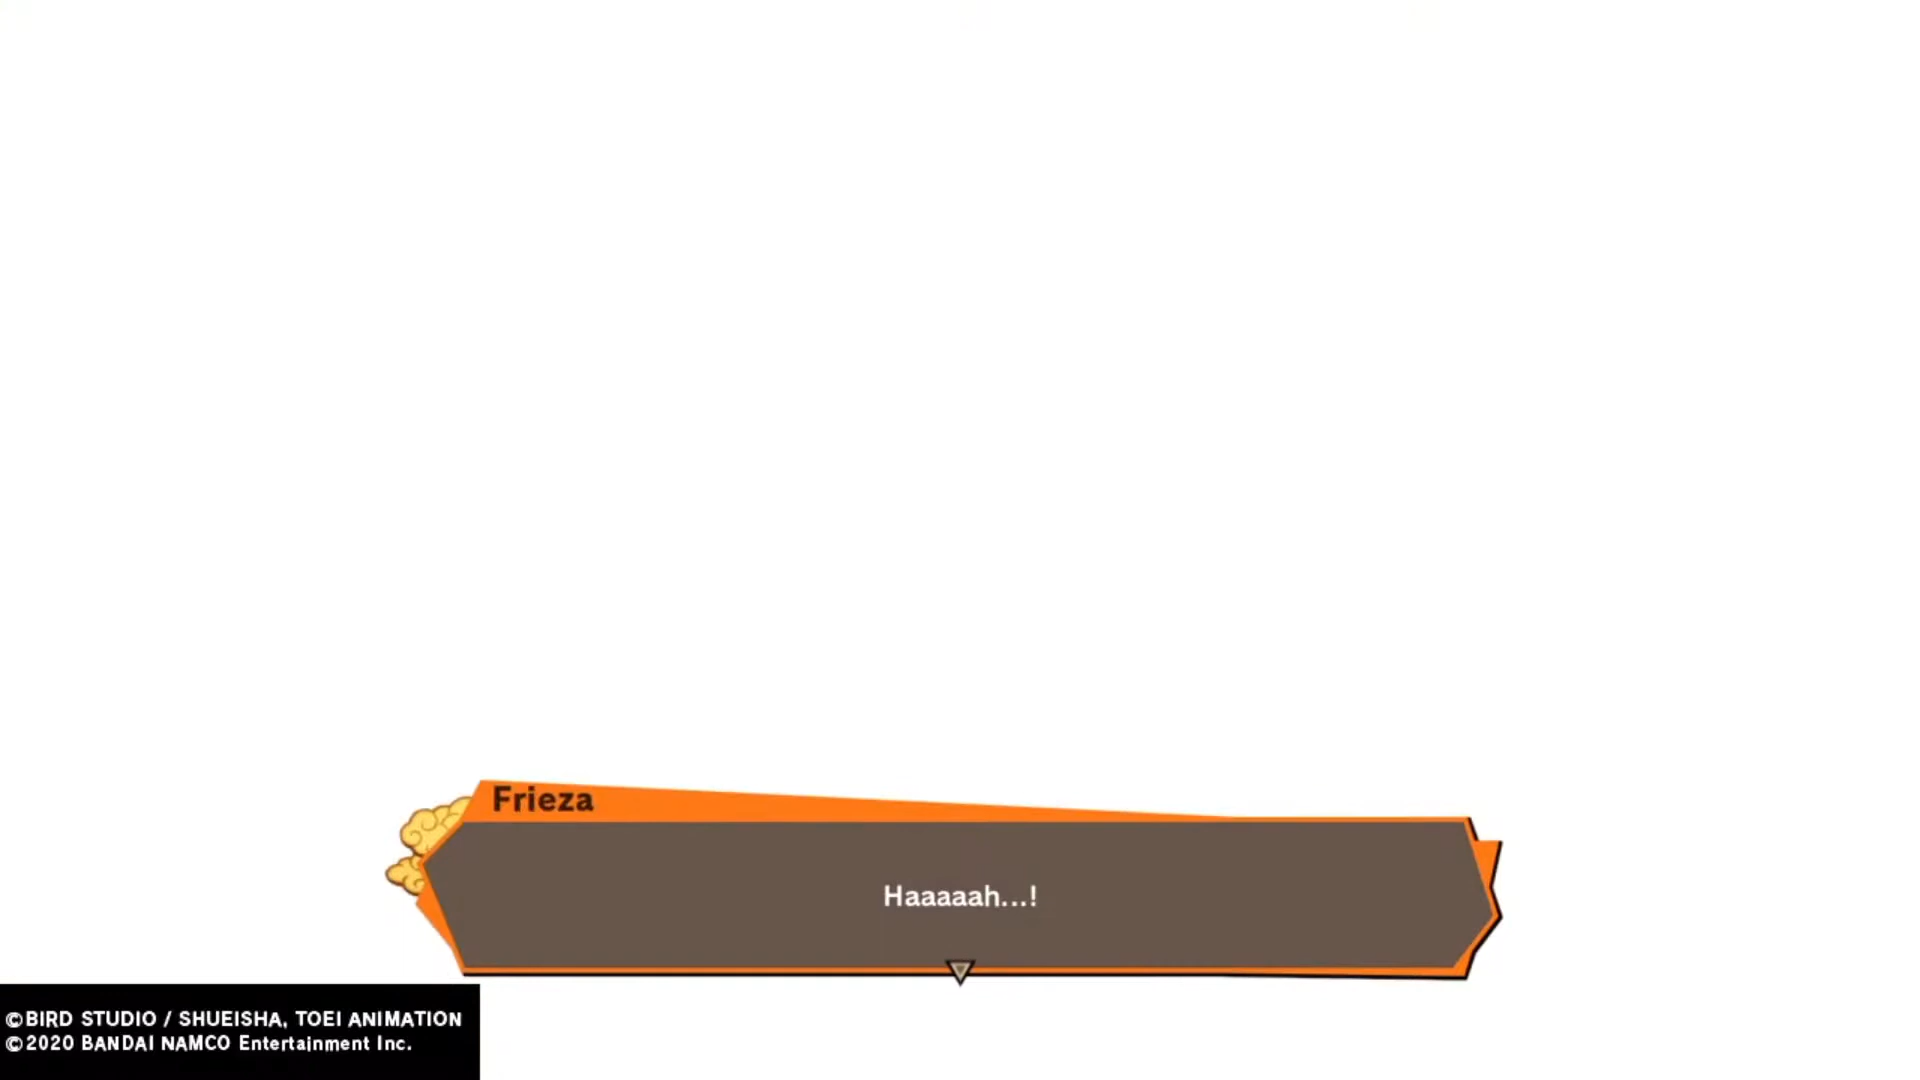 Frieza
Haaaaah...!
©BIRD STUDIO / SHUEISHA, TOEI ANIMATION
©2020 BANDAI NAMCO Entertainment Inc.